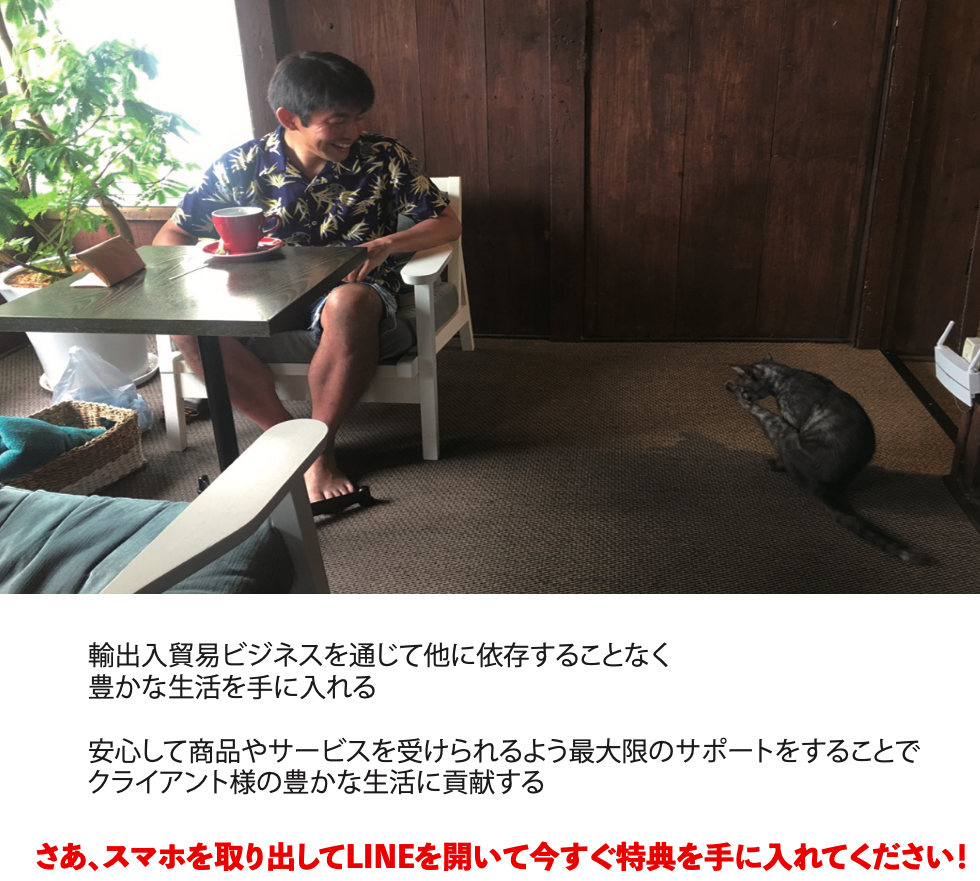 輸出入貿易ビジネスを通じて他に依存することなく
豊かな生活を手に入れる
安心して商品やサービスを受けられるよう最大限のサポートをすることで
クライアント様の豊かな生活に貢献する
さあ、スマホを取り出してLINEを開いて今すぐ特典を手に入れてください!